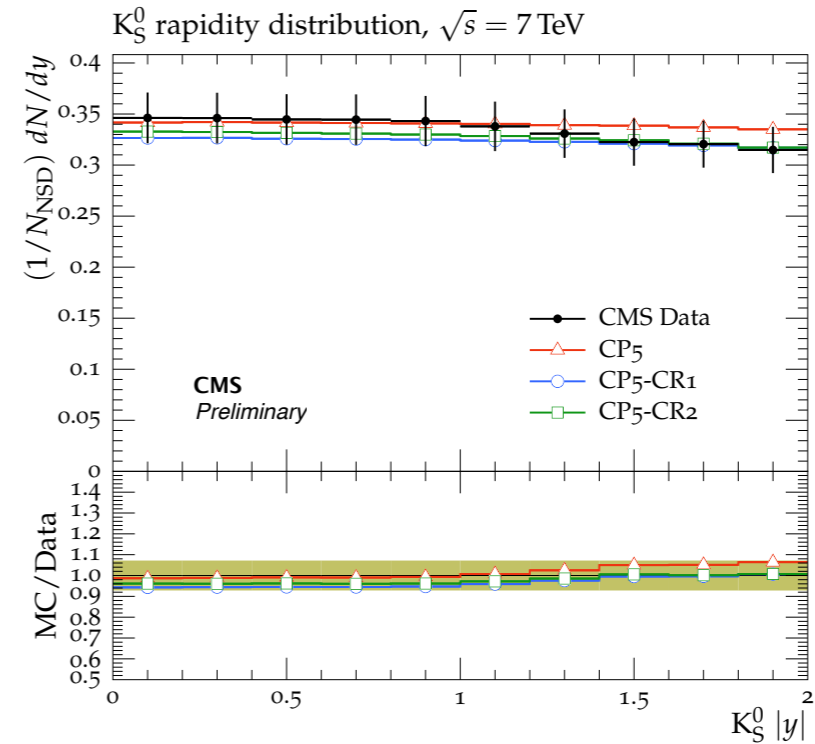 K⁰_S rapidity distribution, √s = 7 TeV
(1/N_NSD) dN/dy
0.4
0.35
0.3
0.25
0.2
0.15
0.1
0.05
0
CMS Data
CP5
CP5-CR1
CP5-CR2
CMS
Preliminary
MC/Data
1.4
1.3
1.2
1.1
1.0
0.9
0.8
0.7
0.6
0.5
0 0.5 1 1.5 2
K⁰_S |y|